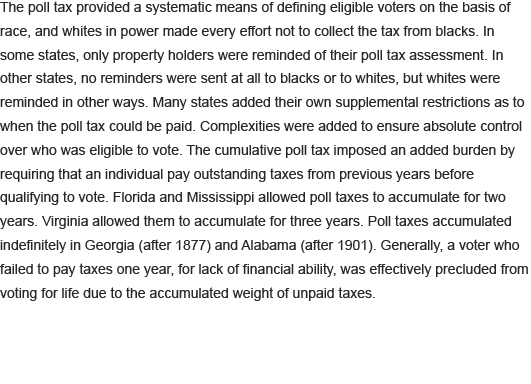 The poll tax provided a systematic means of defining eligible voters on the basis of
race, and whites in power made every effort not to collect the tax from blacks. In
some states, only property holders were reminded of their poll tax assessment. In
other states, no reminders were sent at all to blacks or to whites, but whites were
reminded in other ways. Many states added their own supplemental restrictions as to
when the poll tax could be paid. Complexities were added to ensure absolute control
over who was eligible to vote. The cumulative poll tax imposed an added burden by
requiring that an individual pay outstanding taxes from previous years before
qualifying to vote. Florida and Mississippi allowed poll taxes to accumulate for two
years. Virginia allowed them to accumulate for three years. Poll taxes accumulated
indefinitely in Georgia (after 1877) and Alabama (after 1901). Generally, a voter who
failed to pay taxes one year, for lack of financial ability, was effectively precluded from
voting for life due to the accumulated weight of unpaid taxes.